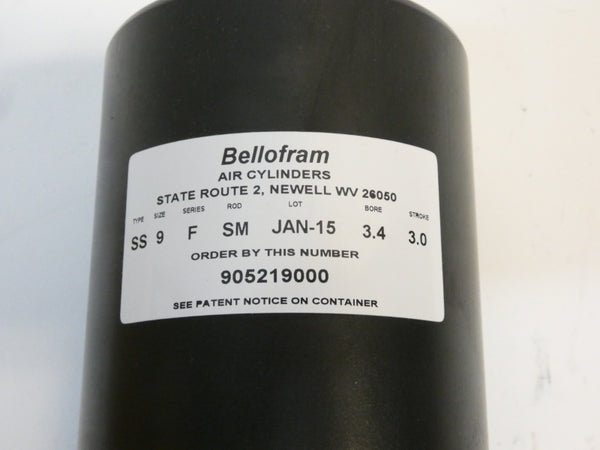 Bellofram
AIR CYLINDERS
STATE ROUTE 2, NEWELL WV 26050
TYPE SIZE SERIES ROD LOT BORE STROKE
SS 9 F SM JAN-15 3.4 3.0
ORDER BY THIS NUMBER
905219000
SEE PATENT NOTICE ON CONTAINER